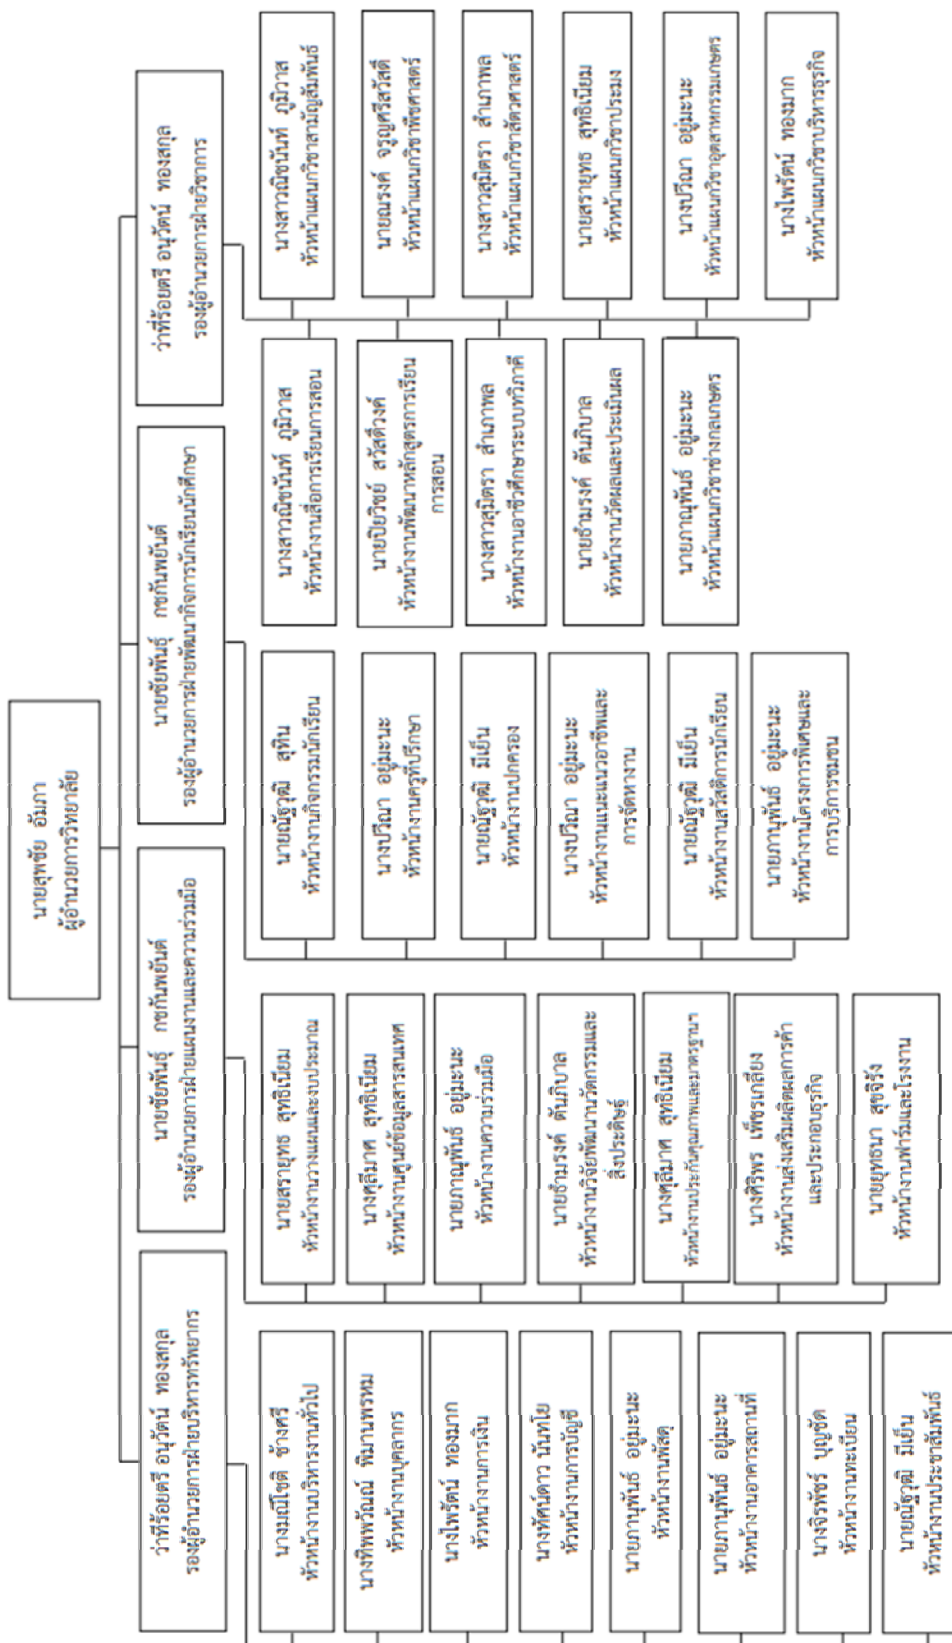 นายสุพชัย อัมภา
ผู้อำนวยการวิทยาลัย
ว่าที่ร้อยตรี อนุวัตน์ ทองสกุล
รองผู้อำนวยการฝ่ายบริหารทรัพยากร
นายชัยพันธุ์ กชกันพยันต์
รองผู้อำนวยการฝ่ายแผนงานและความร่วมมือ
นายชัยพันธุ์ กชกันพยันต์
รองผู้อำนวยการฝ่ายพัฒนากิจการนักเรียนนักศึกษา
ว่าที่ร้อยตรี อนุวัตน์ ทองสกุล
รองผู้อำนวยการฝ่ายวิชาการ
นางมณีโชติ ช้างศรี
หัวหน้างานบริหารงานทั่วไป
นางทิพพวัณณ์ พิมานพรหม
หัวหน้างานบุคลากร
นางไพรัตน์ ทองมาก
หัวหน้างานการเงิน
นางทัศน์ดาว นันทโย
หัวหน้างานการบัญชี
นายภานุพันธ์ อยู่มะนะ
หัวหน้างานพัสดุ
นายภานุพันธ์ อยู่มะนะ
หัวหน้างานอาคารสถานที่
นางจิรพัชร์ บุญชัด
หัวหน้างานทะเบียน
นายณัฐวุฒิ มีเย็น
หัวหน้างานประชาสัมพันธ์
นายสรายุทธ สุทธิเนียม
หัวหน้างานวางแผนและงบประมาณ
นางศุลีมาศ สุทธิเนียม
หัวหน้างานศูนย์ข้อมูลสารสนเทศ
นายภานุพันธ์ อยู่มะนะ
หัวหน้างานความร่วมมือ
นายธำมรงค์ ตันภิบาล
หัวหน้างานวิจัยพัฒนานวัตกรรมและ
สิ่งประดิษฐ์
นางศุลีมาศ สุทธิเนียม
หัวหน้างานประกันคุณภาพและมาตรฐานฯ
นางศิริพร เพ็ชรเกลี้ยง
หัวหน้างานส่งเสริมผลิตผลการค้า
และประกอบธุรกิจ
นายยุทธนา สุขจิรัง
หัวหน้างานฟาร์มและโรงงาน
นายณัฐวุฒิ สุทิน
หัวหน้างานกิจกรรมนักเรียน
นางปวีณา อยู่มะนะ
หัวหน้างานครูที่ปรึกษา
นายณัฐวุฒิ มีเย็น
หัวหน้างานปกครอง
นางปวีณา อยู่มะนะ
หัวหน้างานแนะแนวอาชีพและ
การจัดหางาน
นายณัฐวุฒิ มีเย็น
หัวหน้างานสวัสดิการนักเรียน
นายภานุพันธ์ อยู่มะนะ
หัวหน้างานโครงการพิเศษและ
การบริการชุมชน
นางสาวณิชนันท์ ภูมิวาส
หัวหน้างานสื่อการเรียนการสอน
นายปิยวิชย์ สวัสดิวงค์
หัวหน้างานพัฒนาหลักสูตรการเรียน
การสอน
นางสาวสุมิตรา สำเภาพล
หัวหน้างานอาชีวศึกษาระบบทวิภาคี
นายธำมรงค์ ตันภิบาล
หัวหน้างานวัดผลและประเมินผล
นายภานุพันธ์ อยู่มะนะ
หัวหน้าแผนกวิชาช่างกลเกษตร
นางสาวณิชนันท์ ภูมิวาส
หัวหน้าแผนกวิชาสามัญสัมพันธ์
นายณรงค์ จรูญศรีสวัสดิ์
หัวหน้าแผนกวิชาพืชศาสตร์
นางสาวสุมิตรา สำเภาพล
หัวหน้าแผนกวิชาสัตวศาสตร์
นายสรายุทธ สุทธิเนียม
หัวหน้าแผนกวิชาประมง
นางปวีณา อยู่มะนะ
หัวหน้าแผนกวิชาอุตสาหกรรมเกษตร
นางไพรัตน์ ทองมาก
หัวหน้าแผนกวิชาบริหารธุรกิจ